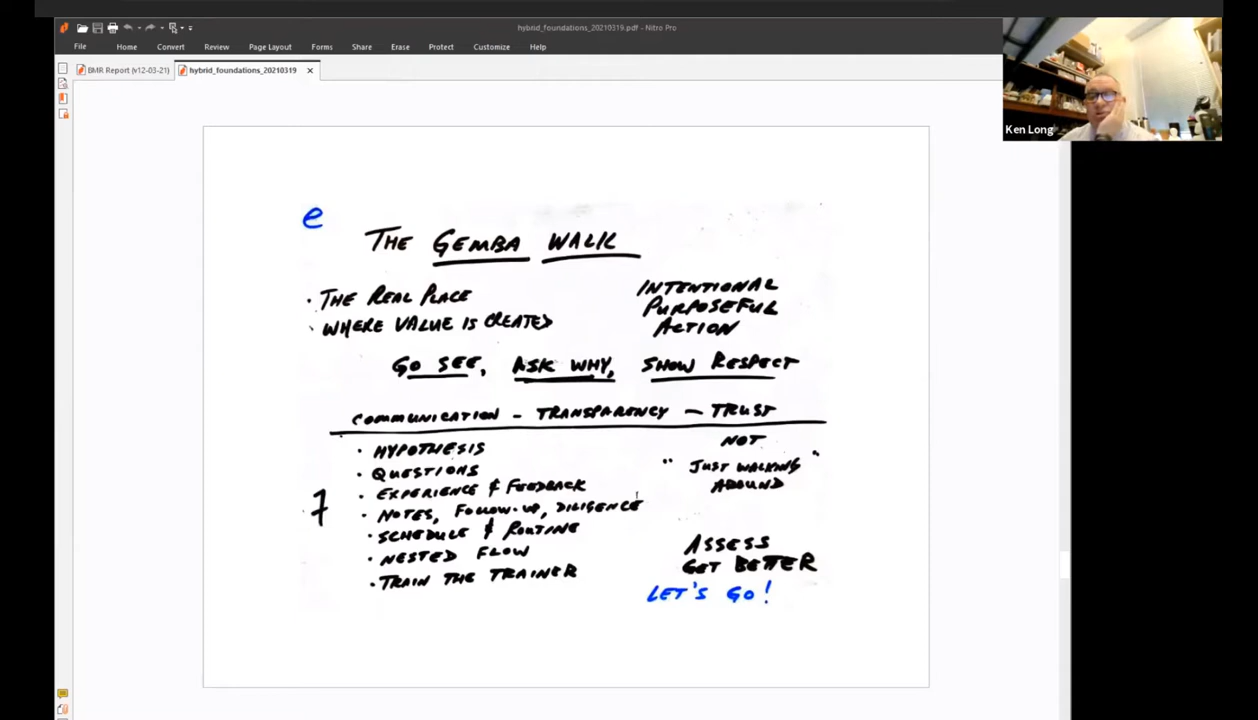 hybrid_foundations_20210319.pdf - Nitro Pro
File Home Convert Review Page Layout Forms Share Erase Protect Customize Help
BMR Report (v12-03-21) hybrid_foundations_20210319
Ken Long
e
THE GEMBA WALK
• THE REAL PLACE
• WHERE VALUE IS CREATED
INTENTIONAL
PURPOSEFUL
ACTION
GO SEE, ASK WHY, SHOW RESPECT
COMMUNICATION - TRANSPARENCY - TRUST
7
• HYPOTHESIS
• QUESTIONS
• EXPERIENCE & FEEDBACK
• NOTES, FOLLOW-UP, DILIGENCE
• SCHEDULE & ROUTINE
• NESTED FLOW
• TRAIN THE TRAINER
NOT
"JUST WALKING
AROUND"
ASSESS
GET BETTER
LET'S GO!